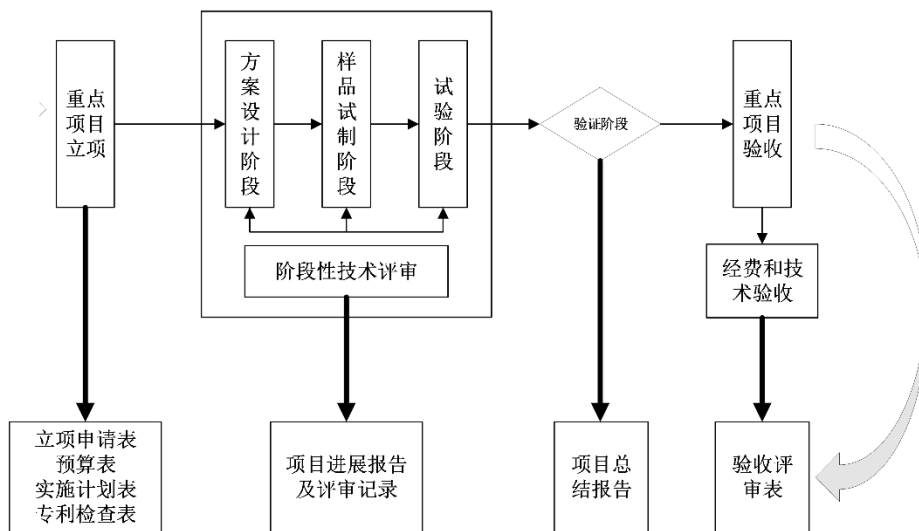 重点
项目
立项
方案设计阶段
样品试制阶段
试验阶段
验证阶段
重点
项目
验收
阶段性技术评审
经费和技
术验收
立项申请表
预算表
实施计划表
专利检查表
项目进展报告
及评审记录
项目总
结报告
验收评
审表